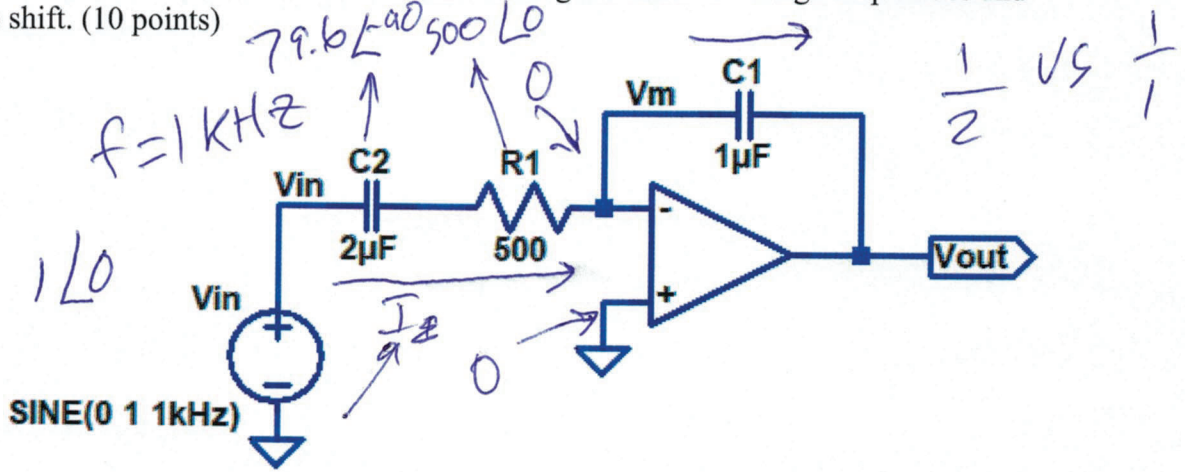 shift. (10 points)
79.6∠-90 500∠0
0
C1
1/2 vs 1/1
Vm
f=1KHz
1µF
C2
R1
Vin
-
2µF
500
Vout
1∠0
Vin
+
+
I
0
-
SINE(0 1 1kHz)